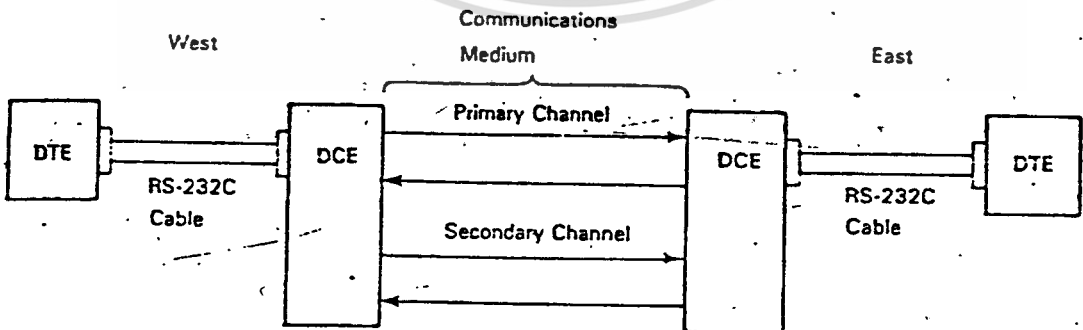 Communications
Medium
West
East
Primary Channel
DTE
DCE
DCE
DTE
RS-232C
Cable
RS-232C
Cable
Secondary Channel